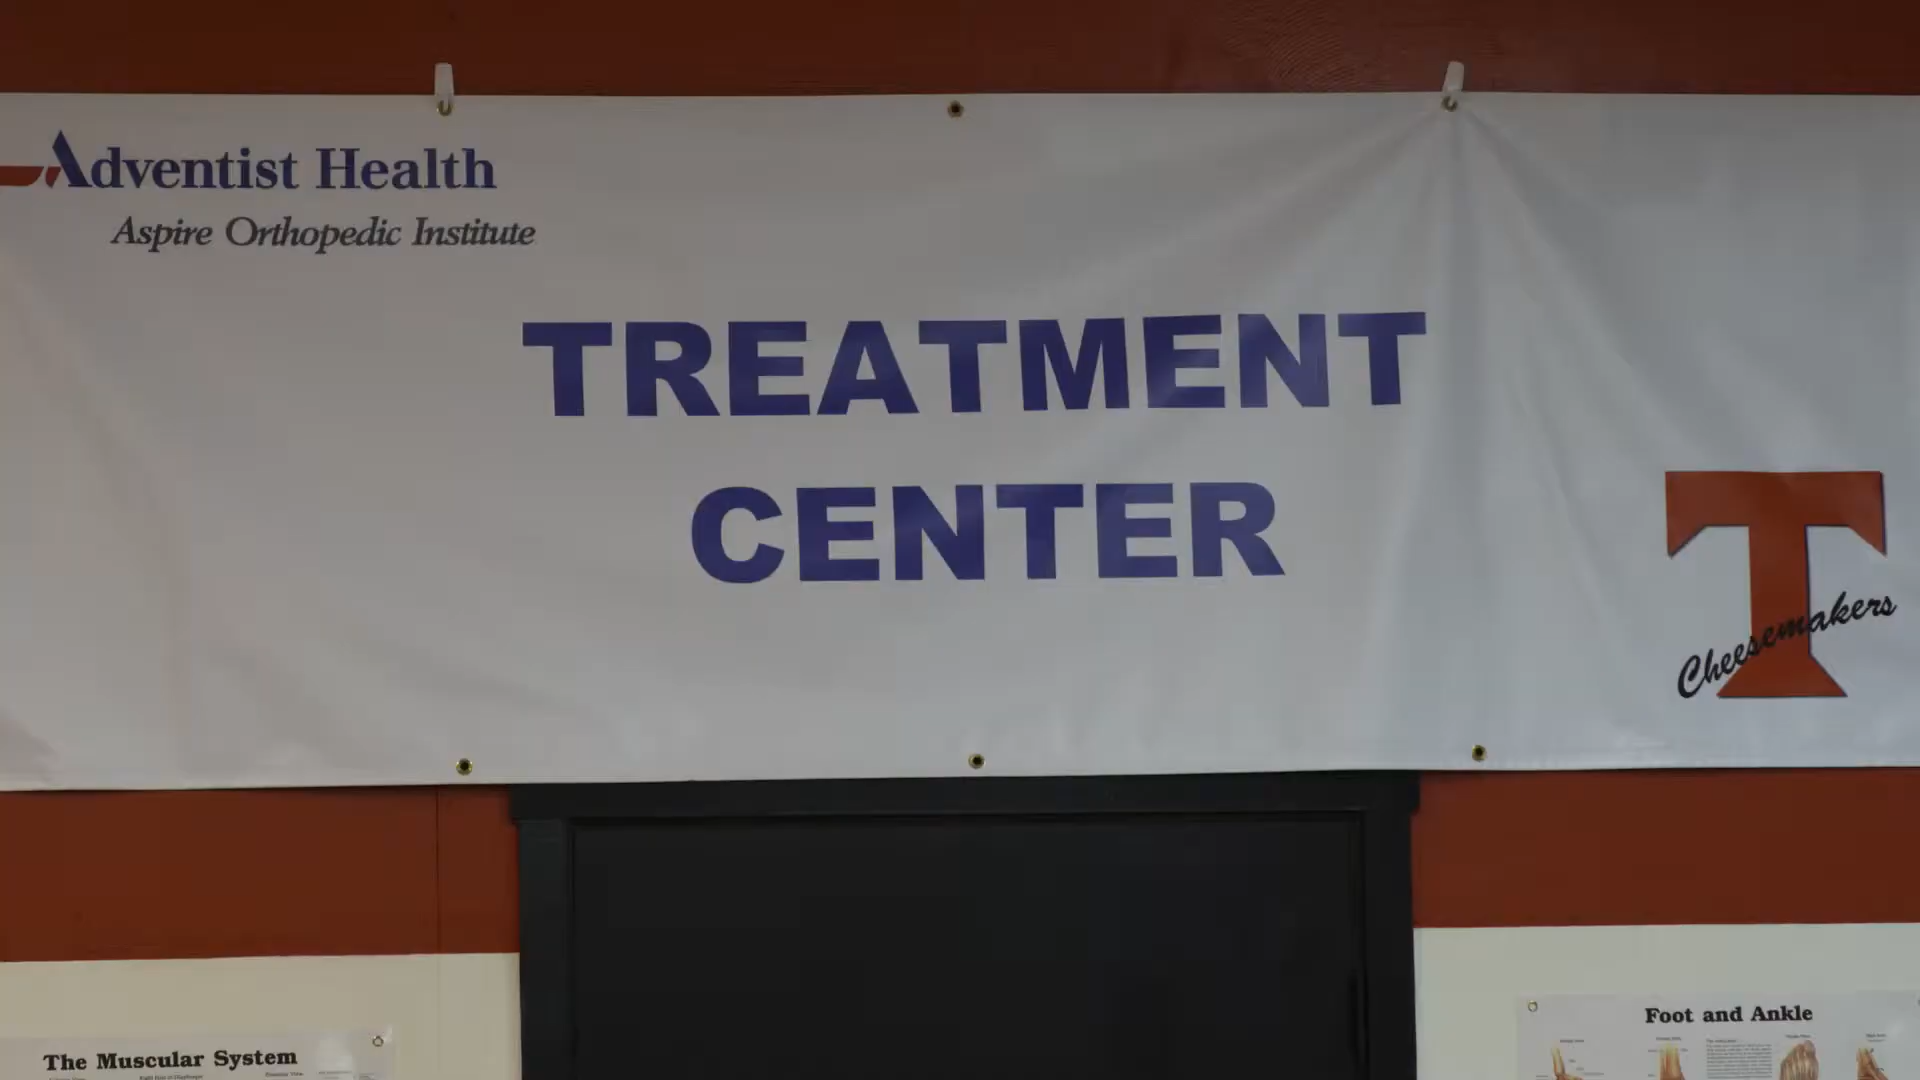 Adventist Health
Aspire Orthopedic Institute
TREATMENT
CENTER
Cheesemakers
The Muscular System
Foot and Ankle